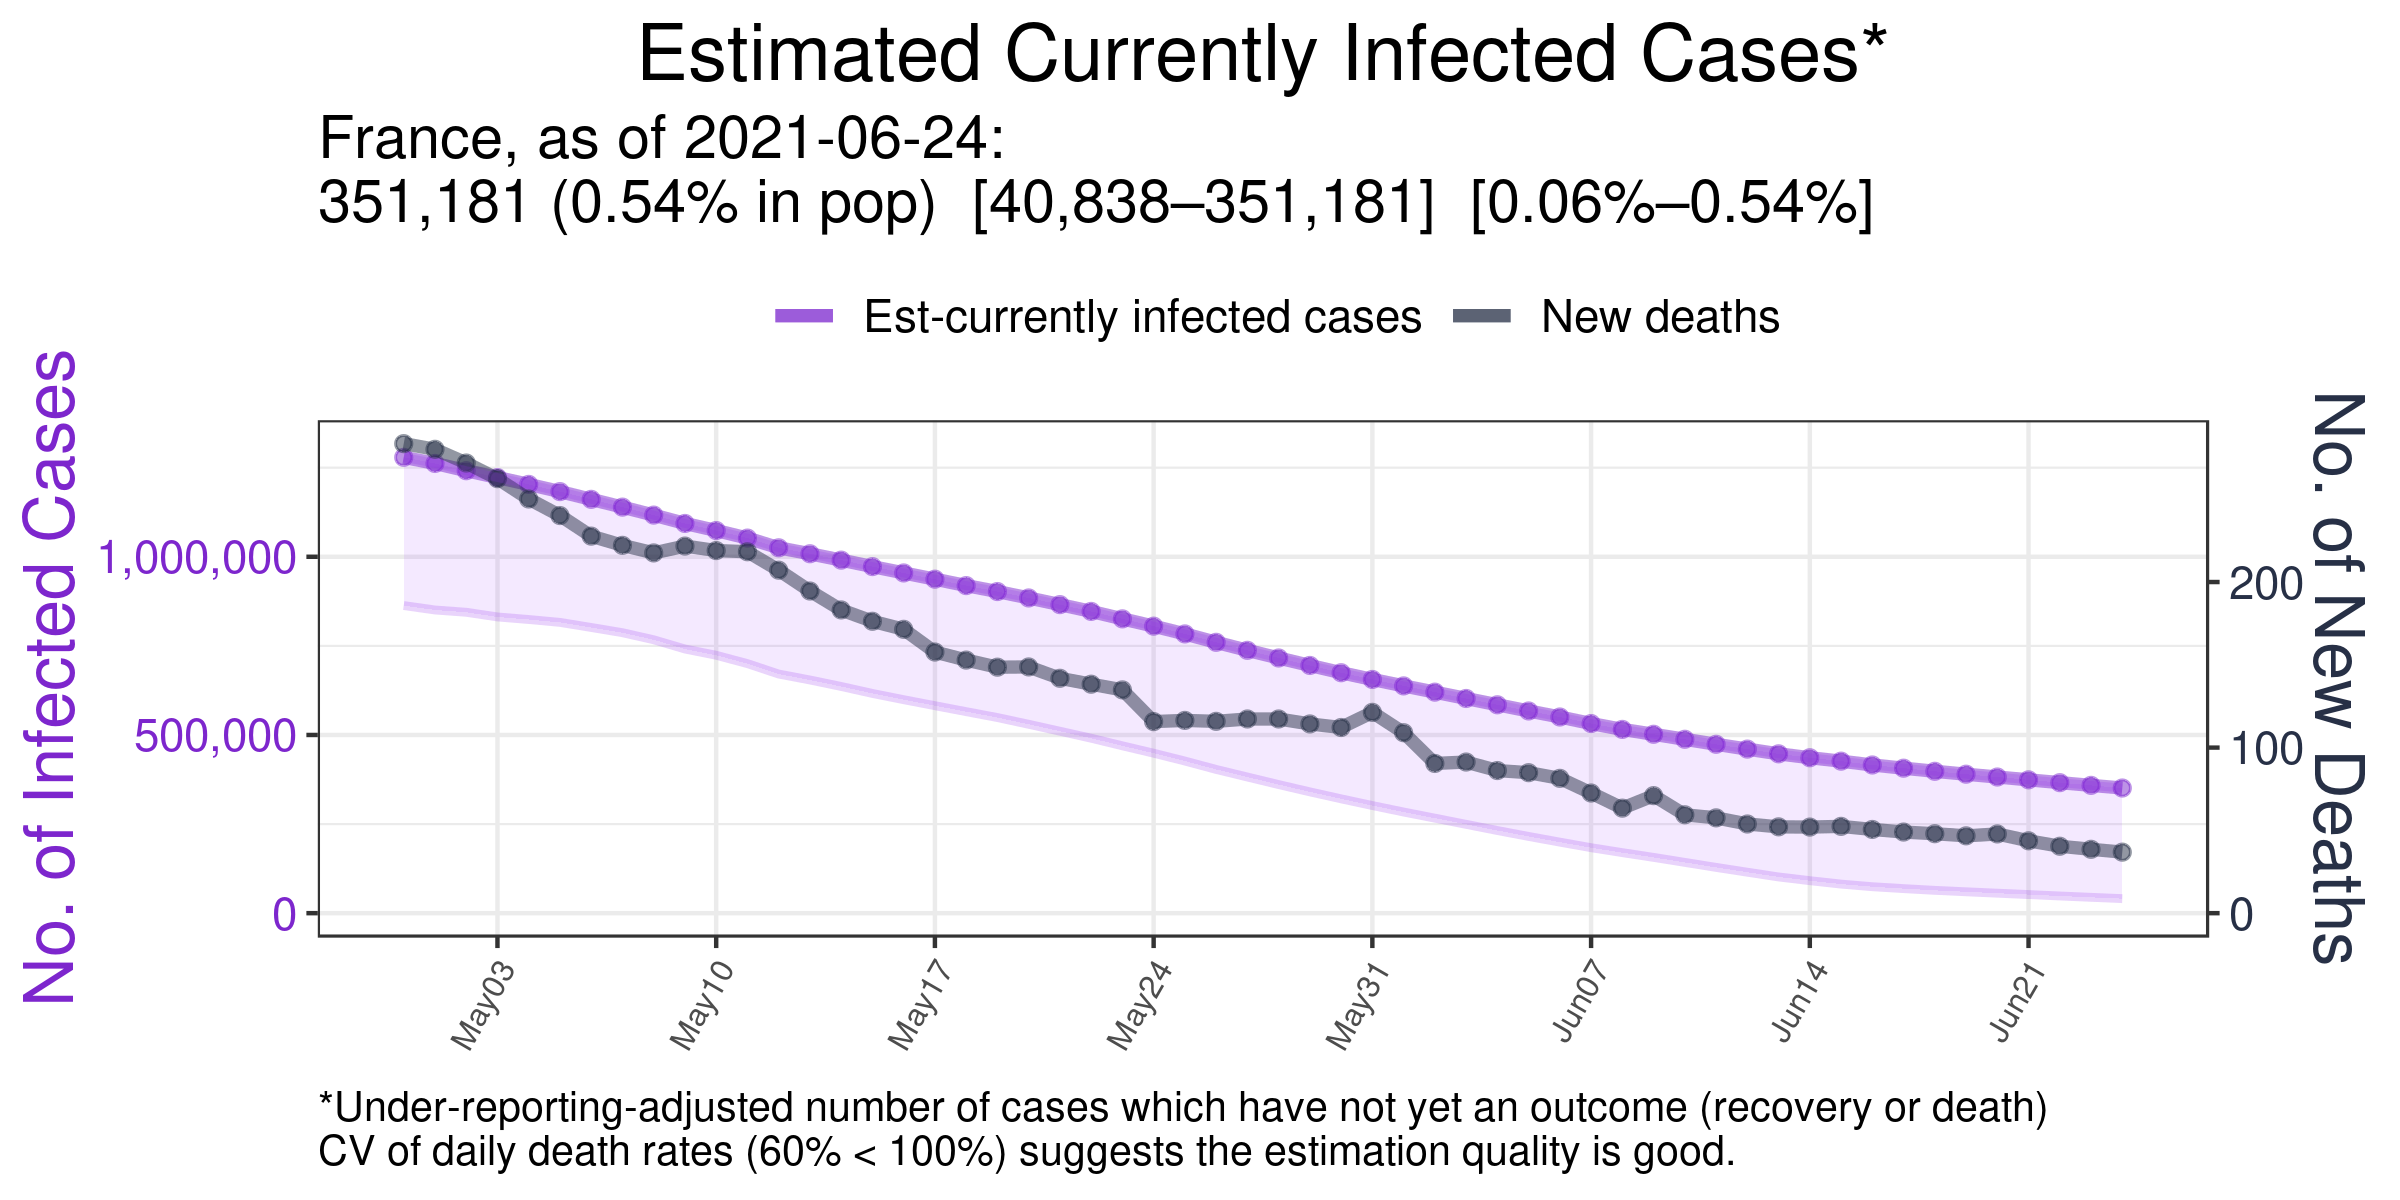 Estimated Currently Infected Cases*
France, as of 2021-06-24:
351,181 (0.54% in pop)  [40,838–351,181]  [0.06%–0.54%]
Est-currently infected cases
New deaths
No. of Infected Cases
1,000,000
500,000
0
No. of New Deaths
200
100
0
May03
May10
May17
May24
May31
Jun07
Jun14
Jun21
*Under-reporting-adjusted number of cases which have not yet an outcome (recovery or death)
CV of daily death rates (60% < 100%) suggests the estimation quality is good.